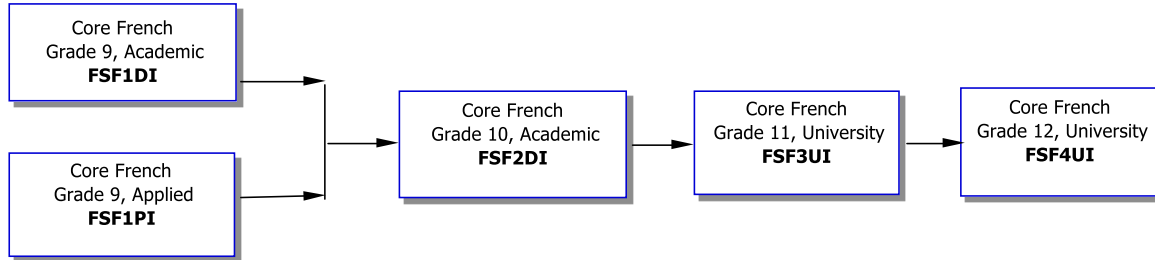 Core French
Grade 9, Academic
FSF1DI
Core French
Grade 9, Applied
FSF1PI
Core French
Grade 10, Academic
FSF2DI
Core French
Grade 11, University
FSF3UI
Core French
Grade 12, University
FSF4UI